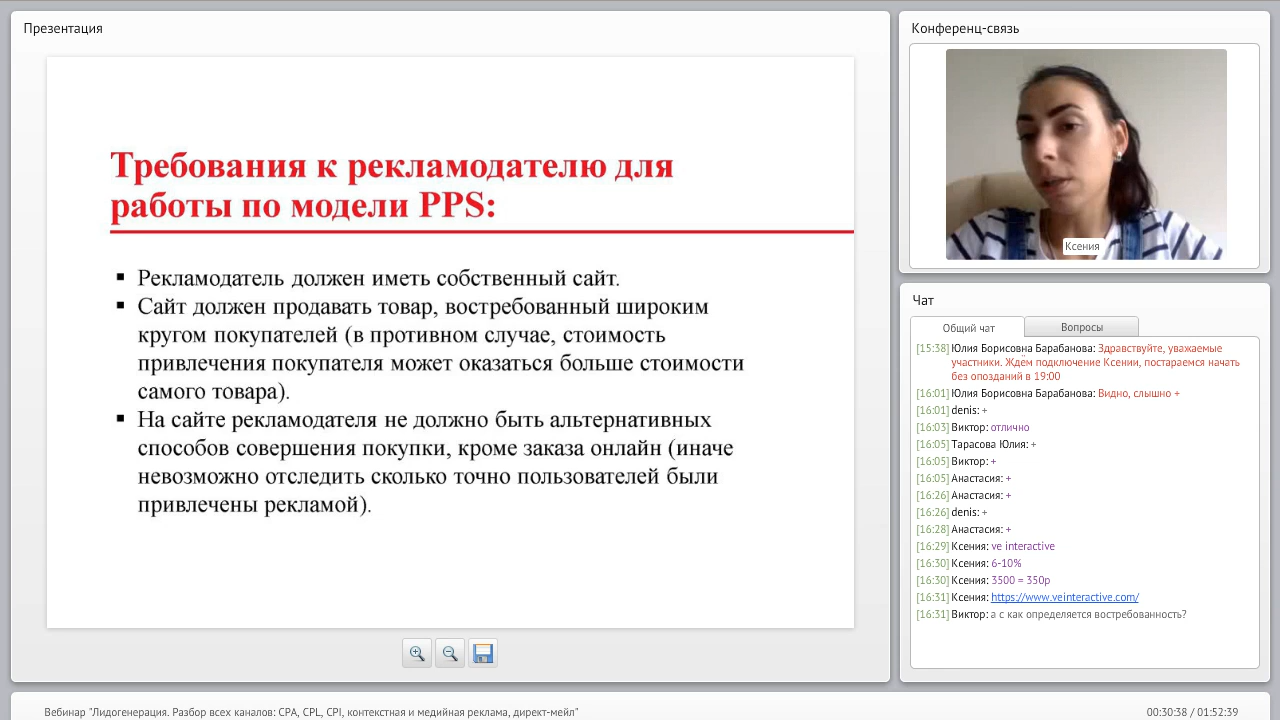 Презентация
Требования к рекламодателю для
работы по модели PPS:
▪ Рекламодатель должен иметь собственный сайт.
▪ Сайт должен продавать товар, востребованный широким
кругом покупателей (в противном случае, стоимость
привлечения покупателя может оказаться больше стоимости
самого товара).
▪ На сайте рекламодателя не должно быть альтернативных
способов совершения покупки, кроме заказа онлайн (иначе
невозможно отследить сколько точно пользователей были
привлечены рекламой).
Конференц-связь
Ксения
Чат
Общий чат
Вопросы
[15:38] Юлия Борисовна Барабанова: Здравствуйте, уважаемые
участники. Ждём подключение Ксении, постараемся начать
без опозданий в 19:00
[16:01] Юлия Борисовна Барабанова: Видно, слышно +
[16:01] denis: +
[16:03] Виктор: отлично
[16:05] Тарасова Юлия: +
[16:05] Виктор: +
[16:05] Анастасия: +
[16:26] Анастасия: +
[16:26] denis: +
[16:28] Анастасия: +
[16:29] Ксения: ve interactive
[16:30] Ксения: 6-10%
[16:30] Ксения: 3500 = 350р
[16:31] Ксения: https://www.veinteractive.com/
[16:31] Виктор: а с как определяется востребованность?
Вебинар "Лидогенерация. Разбор всех каналов: CPA, CPL, CPI, контекстная и медийная реклама, директ-мейл"
00:30:38 / 01:52:39